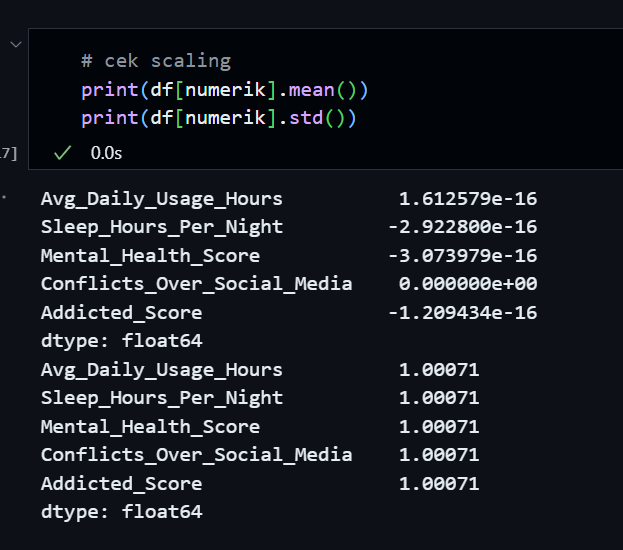 # cek scaling
print(df[numerik].mean())
print(df[numerik].std())
7] 0.0s
Avg_Daily_Usage_Hours 1.612579e-16
Sleep_Hours_Per_Night -2.922800e-16
Mental_Health_Score -3.073979e-16
Conflicts_Over_Social_Media 0.000000e+00
Addicted_Score -1.209434e-16
dtype: float64
Avg_Daily_Usage_Hours 1.00071
Sleep_Hours_Per_Night 1.00071
Mental_Health_Score 1.00071
Conflicts_Over_Social_Media 1.00071
Addicted_Score 1.00071
dtype: float64